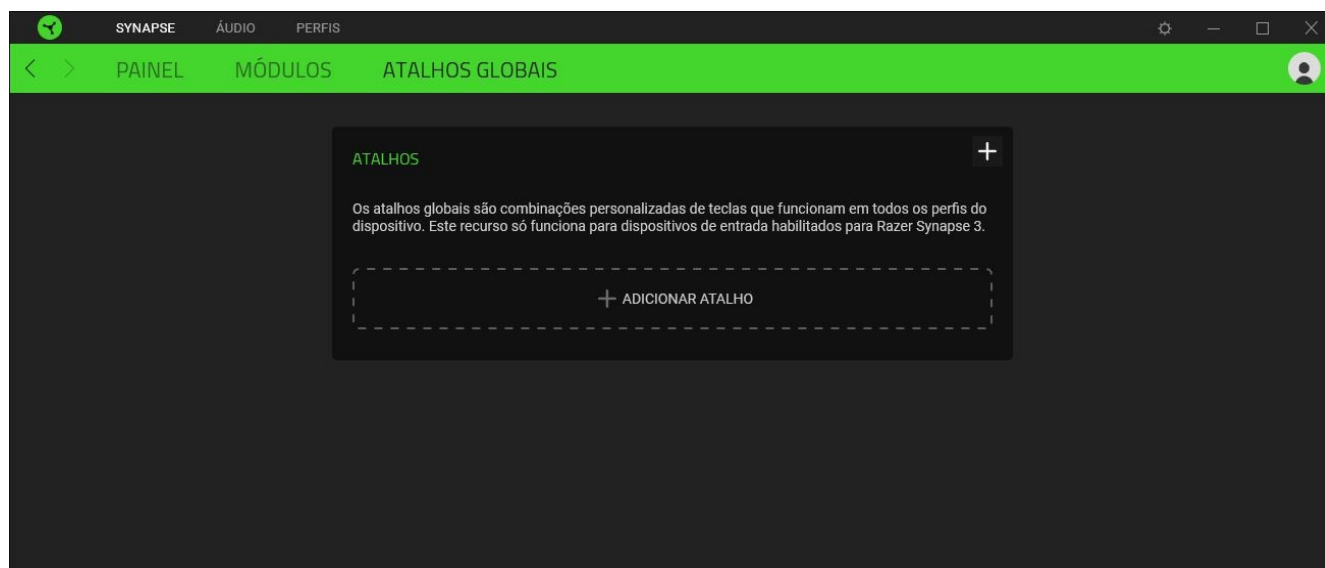 SYNAPSE ÁUDIO PERFIS
PAINEL MÓDULOS ATALHOS GLOBAIS
ATALHOS
Os atalhos globais são combinações personalizadas de teclas que funcionam em todos os perfis do
dispositivo. Este recurso só funciona para dispositivos de entrada habilitados para Razer Synapse 3.
ADICIONAR ATALHO